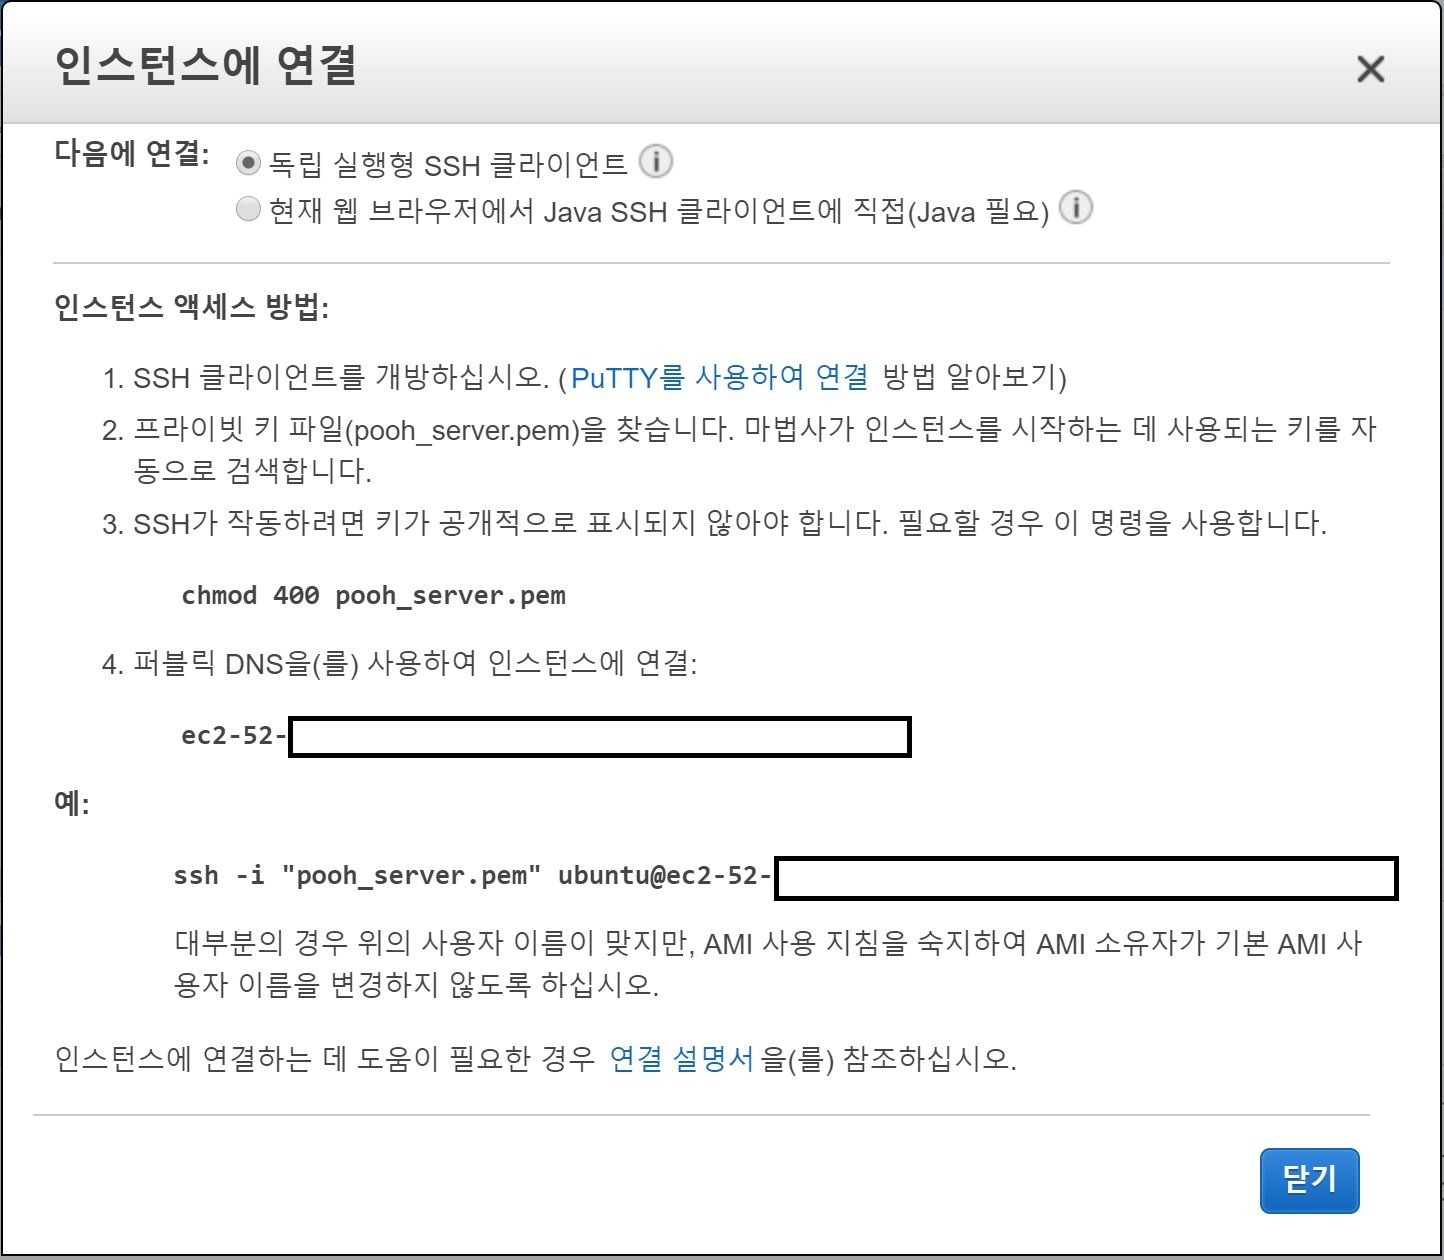 인스턴스에 연결
다음에 연결:
독립 실행형 SSH 클라이언트
현재 웹 브라우저에서 Java SSH 클라이언트에 직접(Java 필요)
인스턴스 액세스 방법:
1. SSH 클라이언트를 개방하십시오. (PuTTY를 사용하여 연결 방법 알아보기)
2. 프라이빗 키 파일(pooh_server.pem)을 찾습니다. 마법사가 인스턴스를 시작하는 데 사용되는 키를 자
동으로 검색합니다.
3. SSH가 작동하려면 키가 공개적으로 표시되지 않아야 합니다. 필요할 경우 이 명령을 사용합니다.
chmod 400 pooh_server.pem
4. 퍼블릭 DNS을(를) 사용하여 인스턴스에 연결:
ec2-52-
예:
ssh -i "pooh_server.pem" ubuntu@ec2-52-
대부분의 경우 위의 사용자 이름이 맞지만, AMI 사용 지침을 숙지하여 AMI 소유자가 기본 AMI 사
용자 이름을 변경하지 않도록 하십시오.
인스턴스에 연결하는 데 도움이 필요한 경우 연결 설명서을(를) 참조하십시오.
닫기